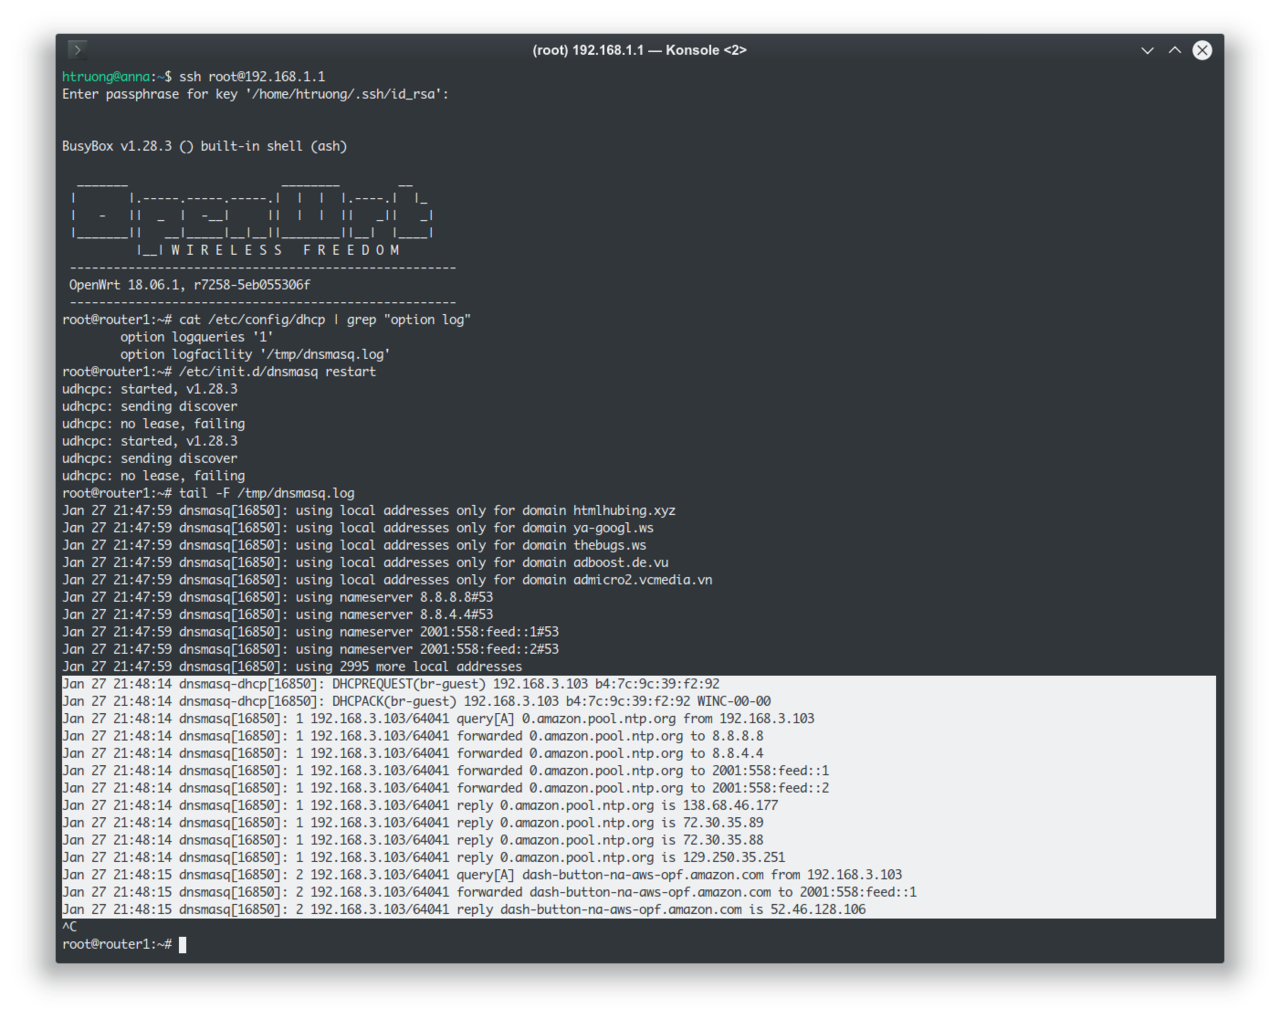 (root) 192.168.1.1 — Konsole <2>
htruong@anna:~$ ssh root@192.168.1.1
Enter passphrase for key '/home/htruong/.ssh/id_rsa':
BusyBox v1.28.3 () built-in shell (ash)
  _______                     ________        __
 |       |.-----.-----.-----.|  |  |  |.----.|  |_
 |   -   ||  _  |  -__|     ||  |  |  ||   _||   _|
 |_______||   __|_____|__|__||________||__|  |____|
          |__| W I R E L E S S   F R E E D O M
 -----------------------------------------------------
 OpenWrt 18.06.1, r7258-5eb055306f
 -----------------------------------------------------
root@router1:~# cat /etc/config/dhcp | grep "option log"
        option logqueries '1'
        option logfacility '/tmp/dnsmasq.log'
root@router1:~# /etc/init.d/dnsmasq restart
udhcpc: started, v1.28.3
udhcpc: sending discover
udhcpc: no lease, failing
udhcpc: started, v1.28.3
udhcpc: sending discover
udhcpc: no lease, failing
root@router1:~# tail -F /tmp/dnsmasq.log
Jan 27 21:47:59 dnsmasq[16850]: using local addresses only for domain htmlhubing.xyz
Jan 27 21:47:59 dnsmasq[16850]: using local addresses only for domain ya-googl.ws
Jan 27 21:47:59 dnsmasq[16850]: using local addresses only for domain thebugs.ws
Jan 27 21:47:59 dnsmasq[16850]: using local addresses only for domain adboost.de.vu
Jan 27 21:47:59 dnsmasq[16850]: using local addresses only for domain admicro2.vcmedia.vn
Jan 27 21:47:59 dnsmasq[16850]: using nameserver 8.8.8.8#53
Jan 27 21:47:59 dnsmasq[16850]: using nameserver 8.8.4.4#53
Jan 27 21:47:59 dnsmasq[16850]: using nameserver 2001:558:feed::1#53
Jan 27 21:47:59 dnsmasq[16850]: using nameserver 2001:558:feed::2#53
Jan 27 21:47:59 dnsmasq[16850]: using 2995 more local addresses
Jan 27 21:48:14 dnsmasq-dhcp[16850]: DHCPREQUEST(br-guest) 192.168.3.103 b4:7c:9c:39:f2:92
Jan 27 21:48:14 dnsmasq-dhcp[16850]: DHCPACK(br-guest) 192.168.3.103 b4:7c:9c:39:f2:92 WINC-00-00
Jan 27 21:48:14 dnsmasq[16850]: 1 192.168.3.103/64041 query[A] 0.amazon.pool.ntp.org from 192.168.3.103
Jan 27 21:48:14 dnsmasq[16850]: 1 192.168.3.103/64041 forwarded 0.amazon.pool.ntp.org to 8.8.8.8
Jan 27 21:48:14 dnsmasq[16850]: 1 192.168.3.103/64041 forwarded 0.amazon.pool.ntp.org to 8.8.4.4
Jan 27 21:48:14 dnsmasq[16850]: 1 192.168.3.103/64041 forwarded 0.amazon.pool.ntp.org to 2001:558:feed::1
Jan 27 21:48:14 dnsmasq[16850]: 1 192.168.3.103/64041 forwarded 0.amazon.pool.ntp.org to 2001:558:feed::2
Jan 27 21:48:14 dnsmasq[16850]: 1 192.168.3.103/64041 reply 0.amazon.pool.ntp.org is 138.68.46.177
Jan 27 21:48:14 dnsmasq[16850]: 1 192.168.3.103/64041 reply 0.amazon.pool.ntp.org is 72.30.35.89
Jan 27 21:48:14 dnsmasq[16850]: 1 192.168.3.103/64041 reply 0.amazon.pool.ntp.org is 72.30.35.88
Jan 27 21:48:14 dnsmasq[16850]: 1 192.168.3.103/64041 reply 0.amazon.pool.ntp.org is 129.250.35.251
Jan 27 21:48:15 dnsmasq[16850]: 2 192.168.3.103/64041 query[A] dash-button-na-aws-opf.amazon.com from 192.168.3.103
Jan 27 21:48:15 dnsmasq[16850]: 2 192.168.3.103/64041 forwarded dash-button-na-aws-opf.amazon.com to 2001:558:feed::1
Jan 27 21:48:15 dnsmasq[16850]: 2 192.168.3.103/64041 reply dash-button-na-aws-opf.amazon.com is 52.46.128.106
^C
root@router1:~#